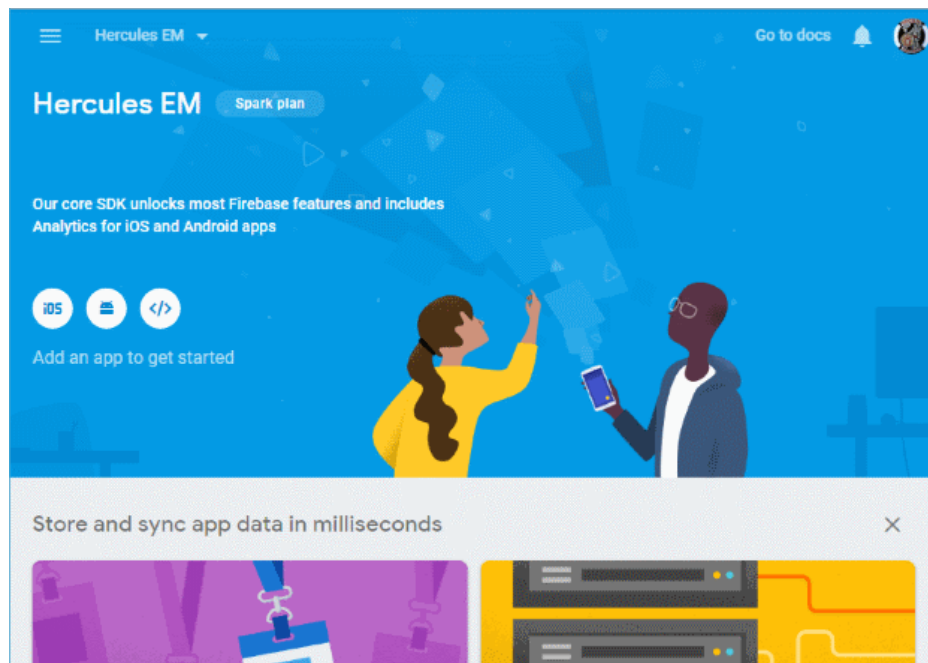 Hercules EM
Go to docs
Hercules EM
Spark plan
Our core SDK unlocks most Firebase features and includes
Analytics for iOS and Android apps
iOS
</>
Add an app to get started
Store and sync app data in milliseconds